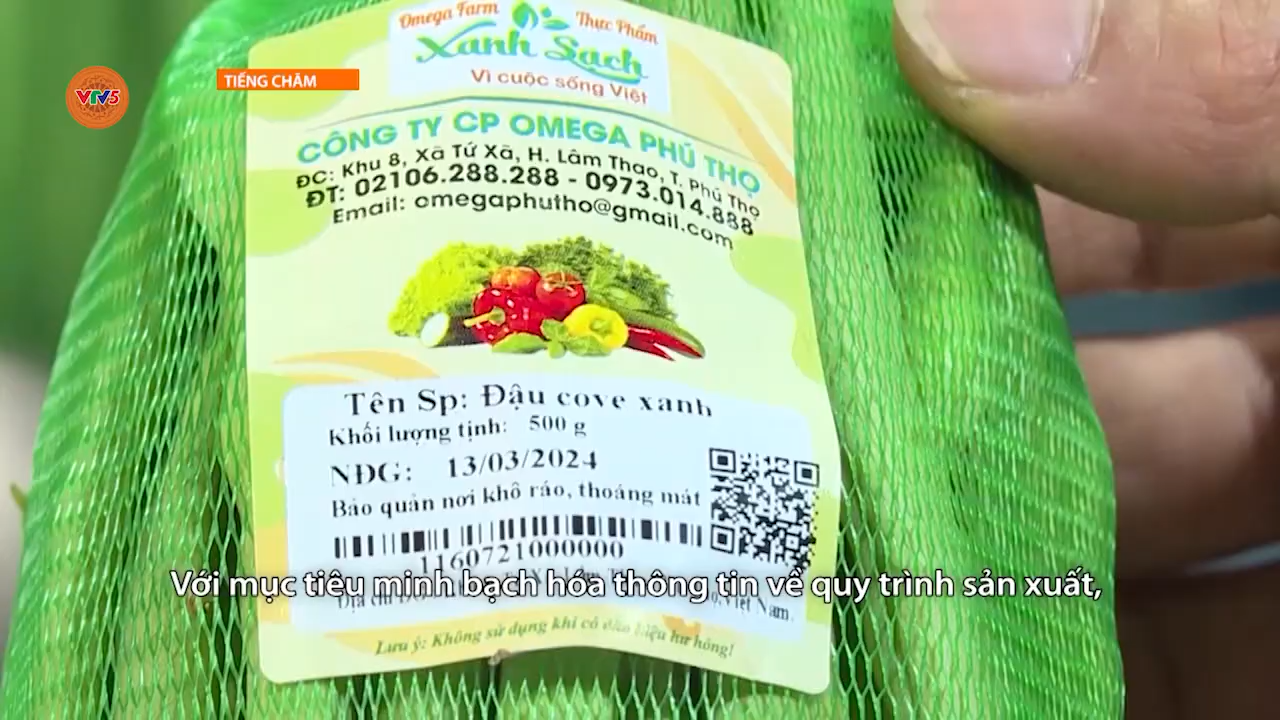 VTV5
TIẾNG CHĂM
Omega Farm Thực Phẩm
Xanh Sạch
Vì cuộc sống Việt
CÔNG TY CP OMEGA PHÚ THỌ
ĐC: Khu 8, Xã Tứ Xã, H. Lâm Thao, T. Phú Thọ
ĐT: 02106.288.288 - 0973.014.888
Email: omegaphutho@gmail.com
Tên Sp: Đậu cove xanh
Khối lượng tịnh: 500 g
NĐG: 13/03/2024
Bảo quản nơi khô ráo, thoáng mát
1160721000000
Với mục tiêu minh bạch hóa thông tin về quy trình sản xuất,
Địa chỉ Việt Nam.
Lưu ý: Không sử dụng khi có dấu hiệu hư hỏng!